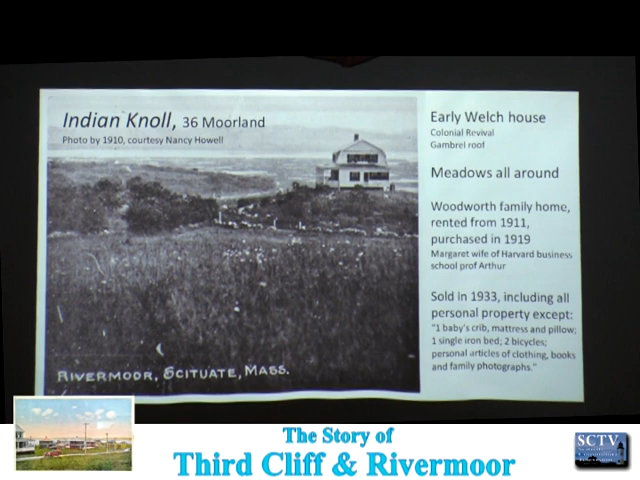 Indian Knoll, 36 Moorland
Photo by 1910, courtesy Nancy Howell
RIVERMOOR, SCITUATE, MASS.
Early Welch house
Colonial Revival
Gambrel roof
Meadows all around
Woodworth family home,
rented from 1911,
purchased in 1919
Margaret wife of Harvard business
school prof Arthur
Sold in 1933, including all
personal property except:
"1 baby's crib, mattress and pillow;
1 single iron bed; 2 bicycles;
personal articles of clothing, books
and family photographs."
The Story of
Third Cliff & Rivermoor
SCTV